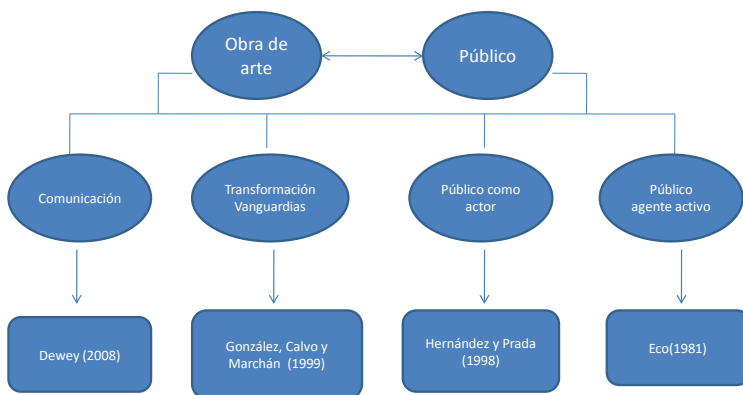 Obra de
arte
Público
Comunicación
Transformación
Vanguardias
Público como
actor
Público
agente activo
Dewey (2008)
González, Calvo y
Marchán (1999)
Hernández y Prada
(1998)
Eco(1981)